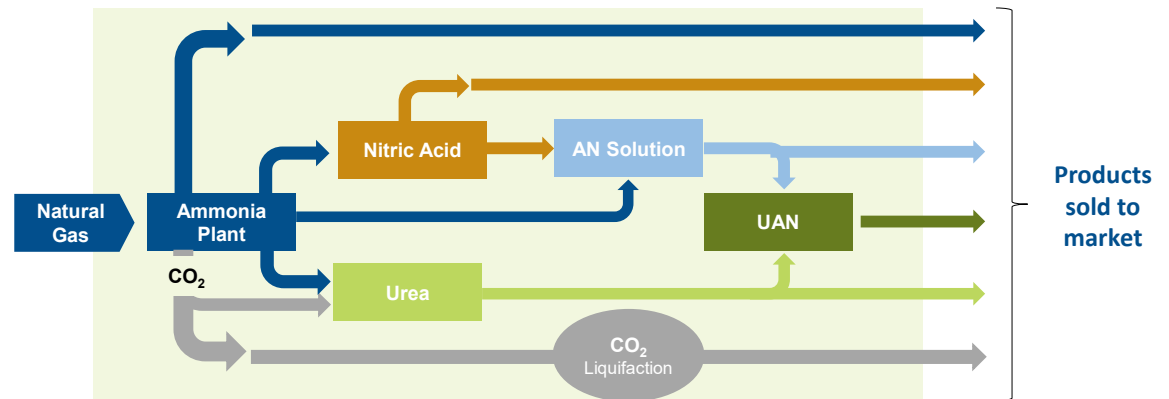 Nitric Acid
AN Solution
Natural
Gas
Ammonia
Plant
UAN
Products
sold to
market
CO₂
Urea
CO₂
Liquifaction